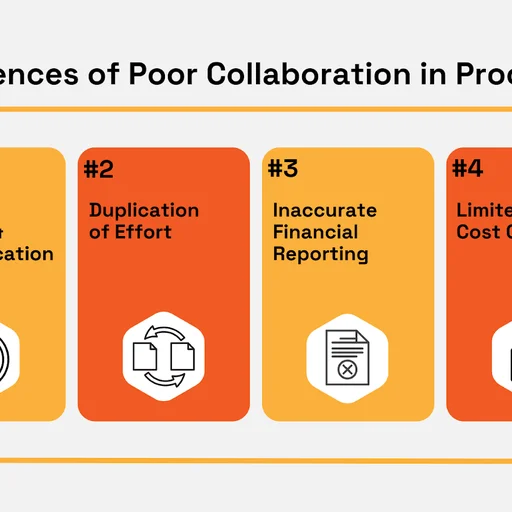 ences of Poor Collaboration in Proc
#2
#3
#4
cation
Duplication
of Effort
Inaccurate
Financial
Reporting
Limite
Cost